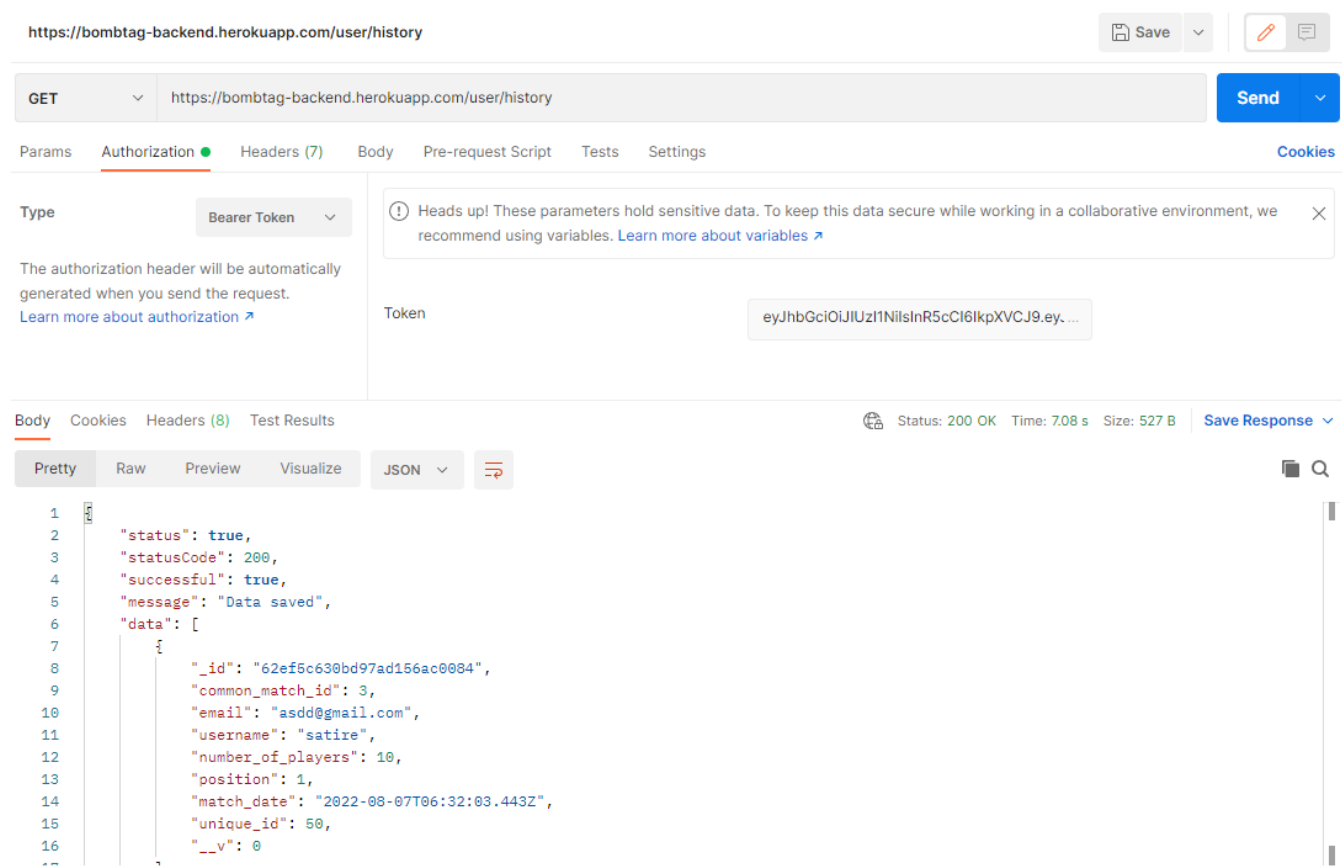 https://bombtag-backend.herokuapp.com/user/history
Save
GET
https://bombtag-backend.herokuapp.com/user/history
Send
Params Authorization Headers (7) Body Pre-request Script Tests Settings
Cookies
Type
Bearer Token
The authorization header will be automatically
generated when you send the request.
Learn more about authorization ↗
Heads up! These parameters hold sensitive data. To keep this data secure while working in a collaborative environment, we
recommend using variables. Learn more about variables ↗
Token
eyJhbGciOiJIUzI1NiIsInR5cCI6IkpXVCJ9.ey. ...
Body Cookies Headers (8) Test Results
Status: 200 OK Time: 7.08 s Size: 527 B
Save Response
Pretty Raw Preview Visualize JSON
1 {
2 "status": true,
3 "statusCode": 200,
4 "successful": true,
5 "message": "Data saved",
6 "data": [
7 {
8 "_id": "62ef5c630bd97ad156ac0084",
9 "common_match_id": 3,
10 "email": "asdd@gmail.com",
11 "username": "satire",
12 "number_of_players": 10,
13 "position": 1,
14 "match_date": "2022-08-07T06:32:03.443Z",
15 "unique_id": 50,
16 "__v": 0